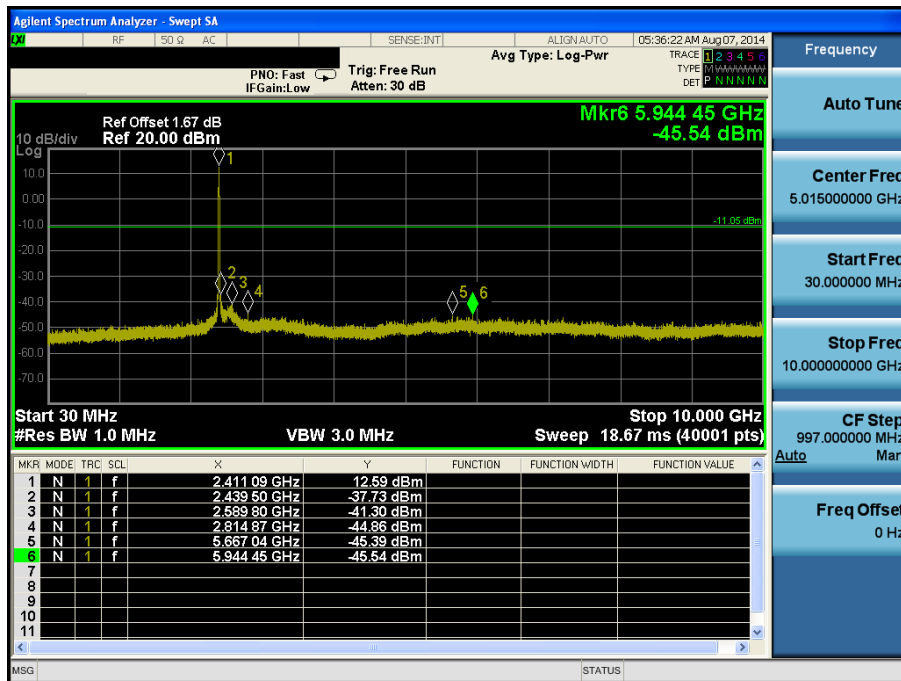 Agilent Spectrum Analyzer - Swept SA
LXI RF 50 Ω AC SENSE:INT ALIGN AUTO 05:36:22 AM Aug 07, 2014
PNO: Fast Trig: Free Run Avg Type: Log-Pwr TRACE 1 2 3 4 5 6
IFGain:Low Atten: 30 dB TYPE M W W W W W
DET P N N N N N
Mkr6 5.944 45 GHz
-45.54 dBm
Ref Offset 1.67 dB
10 dB/div Ref 20.00 dBm
Log
10.0
0.00
-10.0
-20.0
-30.0
-40.0
-50.0
-60.0
-70.0
-11.05 dBm
1
2
3
4
5
6
Start 30 MHz Stop 10.000 GHz
#Res BW 1.0 MHz VBW 3.0 MHz Sweep 18.67 ms (40001 pts)
MKR MODE TRC SCL X Y FUNCTION FUNCTION WIDTH FUNCTION VALUE
1 N 1 f 2.411 09 GHz 12.59 dBm
2 N 1 f 2.439 50 GHz -37.73 dBm
3 N 1 f 2.589 80 GHz -41.30 dBm
4 N 1 f 2.814 87 GHz -44.86 dBm
5 N 1 f 5.667 04 GHz -45.39 dBm
6 N 1 f 5.944 45 GHz -45.54 dBm
7
8
9
10
11
MSG STATUS
Frequency
Auto Tune
Center Freq
5.015000000 GHz
Start Freq
30.000000 MHz
Stop Freq
10.000000000 GHz
CF Step
997.000000 MHz
Auto Man
Freq Offset
0 Hz